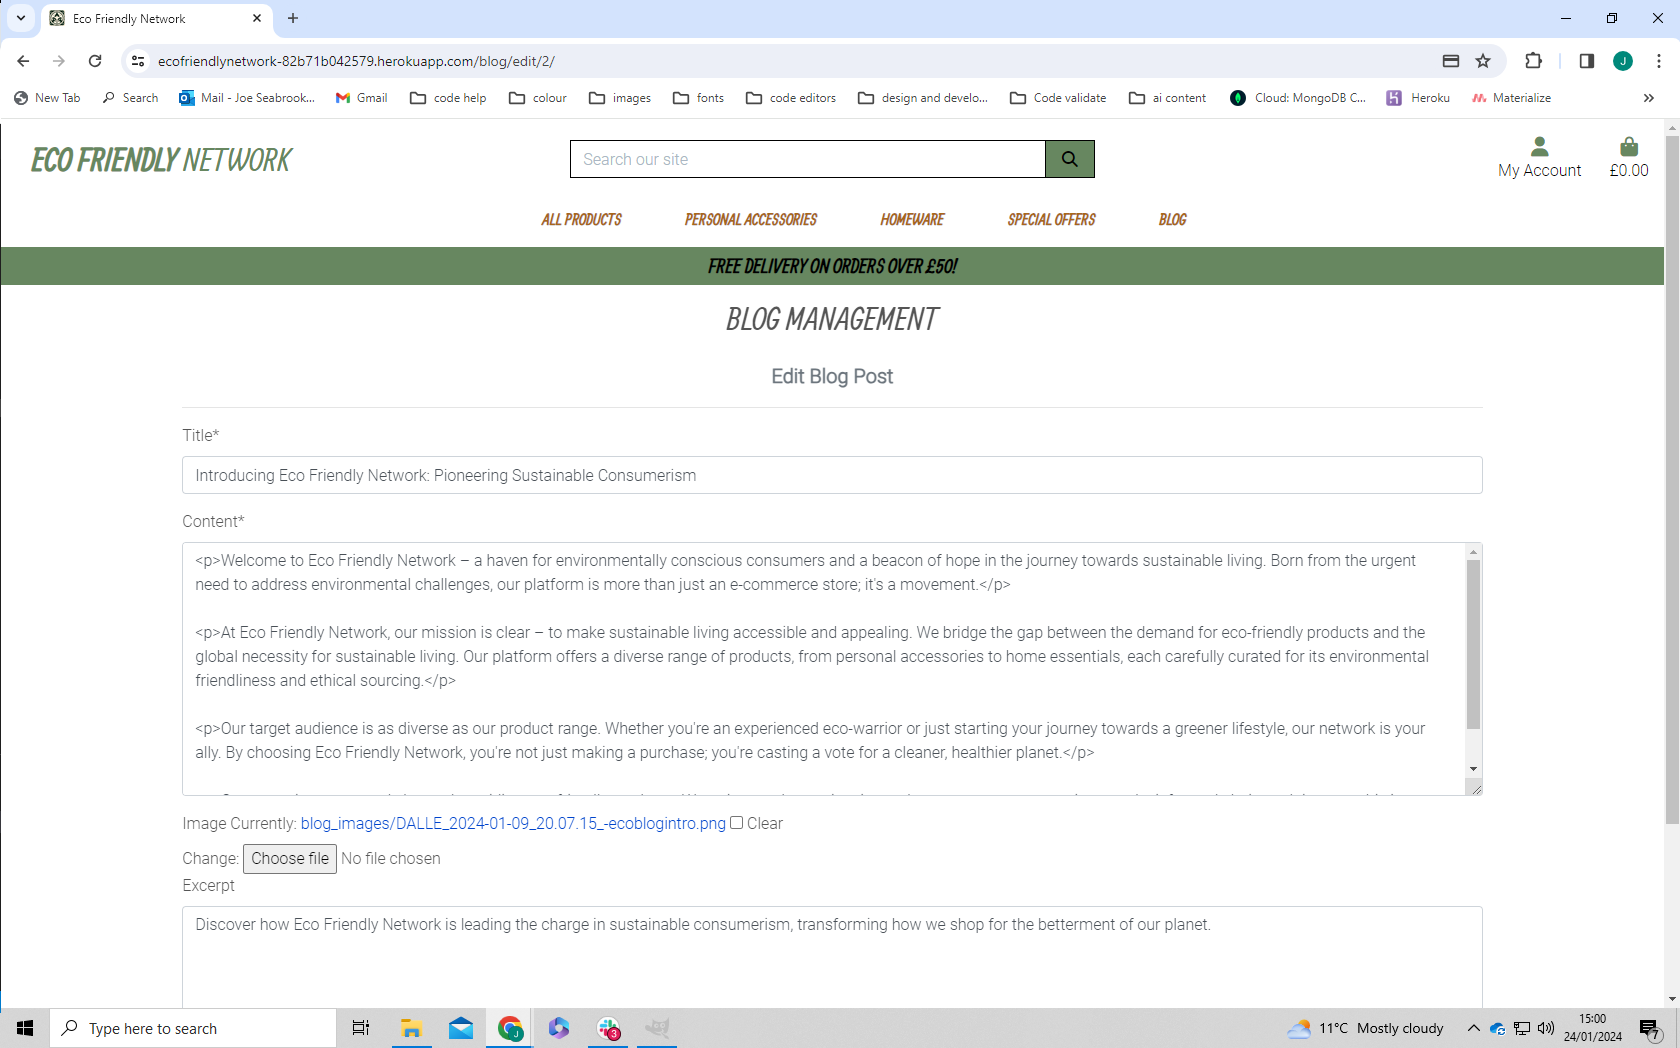 Eco Friendly Network
ecofriendlynetwork-82b71b042579.herokuapp.com/blog/edit/2/
J
New Tab
Search
Mail - Joe Seabrook...
Gmail
code help
colour
images
fonts
code editors
design and develo...
Code validate
ai content
Cloud: MongoDB C...
Heroku
Materialize
ECO FRIENDLY NETWORK
Search our site
My Account
£0.00
ALL PRODUCTS
PERSONAL ACCESSORIES
HOMEWARE
SPECIAL OFFERS
BLOG
FREE DELIVERY ON ORDERS OVER £50!
BLOG MANAGEMENT
Edit Blog Post
Title*
Introducing Eco Friendly Network: Pioneering Sustainable Consumerism
Content*
<p>Welcome to Eco Friendly Network – a haven for environmentally conscious consumers and a beacon of hope in the journey towards sustainable living. Born from the urgent
need to address environmental challenges, our platform is more than just an e-commerce store; it's a movement.</p>
<p>At Eco Friendly Network, our mission is clear – to make sustainable living accessible and appealing. We bridge the gap between the demand for eco-friendly products and the
global necessity for sustainable living. Our platform offers a diverse range of products, from personal accessories to home essentials, each carefully curated for its environmental
friendliness and ethical sourcing.</p>
<p>Our target audience is as diverse as our product range. Whether you're an experienced eco-warrior or just starting your journey towards a greener lifestyle, our network is your
ally. By choosing Eco Friendly Network, you're not just making a purchase; you're casting a vote for a cleaner, healthier planet.</p>
Image Currently: blog_images/DALLE_2024-01-09_20.07.15_-ecoblogintro.png Clear
Change: Choose file No file chosen
Excerpt
Discover how Eco Friendly Network is leading the charge in sustainable consumerism, transforming how we shop for the betterment of our planet.
Type here to search
J
3
11°C Mostly cloudy
15:00
24/01/2024
7